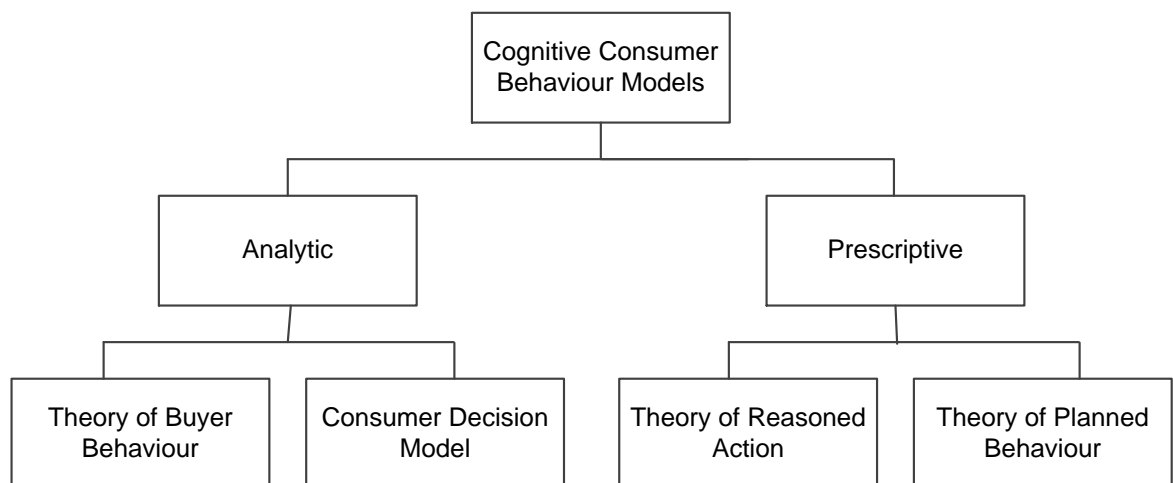 Cognitive Consumer
Behaviour Models
Analytic
Prescriptive
Theory of Buyer
Behaviour
Consumer Decision
Model
Theory of Reasoned
Action
Theory of Planned
Behaviour